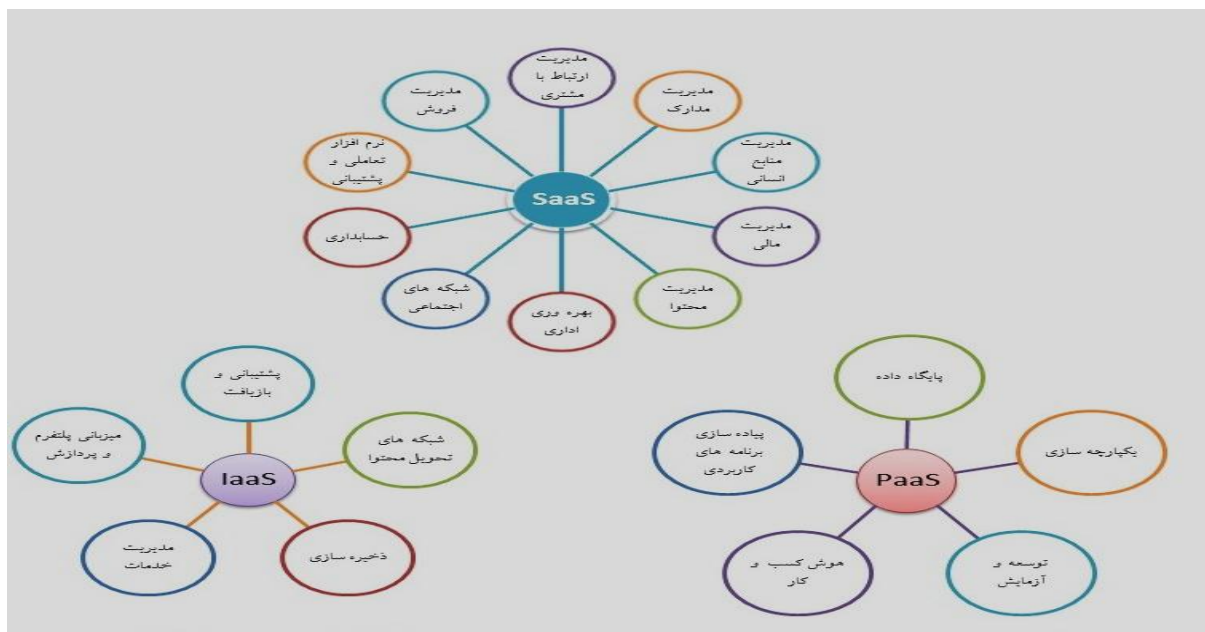 مدیریت
ارتباط با
مشتری
مدیریت
مدارک
مدیریت
منابع
انسانی
مدیریت
مالی
مدیریت
محتوا
بهره وری
اداری
شبکه های
اجتماعی
حسابداری
نرم افزار
تعاملی و
پشتیبانی
مدیریت
فروش
SaaS
پشتیبانی و
بازیافت
شبکه های
تحویل محتوا
ذخیره سازی
مدیریت
خدمات
میزبانی پلتفرم
و پردازش
IaaS
پایگاه داده
یکپارچه سازی
توسعه و
آزمایش
هوش کسب و
کار
پیاده سازی
برنامه های
کاربردی
PaaS